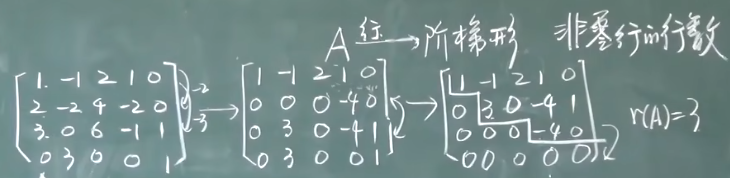 A 行→ 阶梯形 非零行的行数
[1 -1 2 1 0] -2 → [1 -1 2 1 0] → [1 -1 2 1 0]
[2 -2 4 -2 0] -3 [0 0 0 -4 0] [0 3 0 -4 1] r(A)=3
[3 0 6 -1 1] [0 3 0 -4 1] [0 0 0 -4 0]
[0 3 0 0 1] [0 3 0 0 1] [0 0 0 0 0]